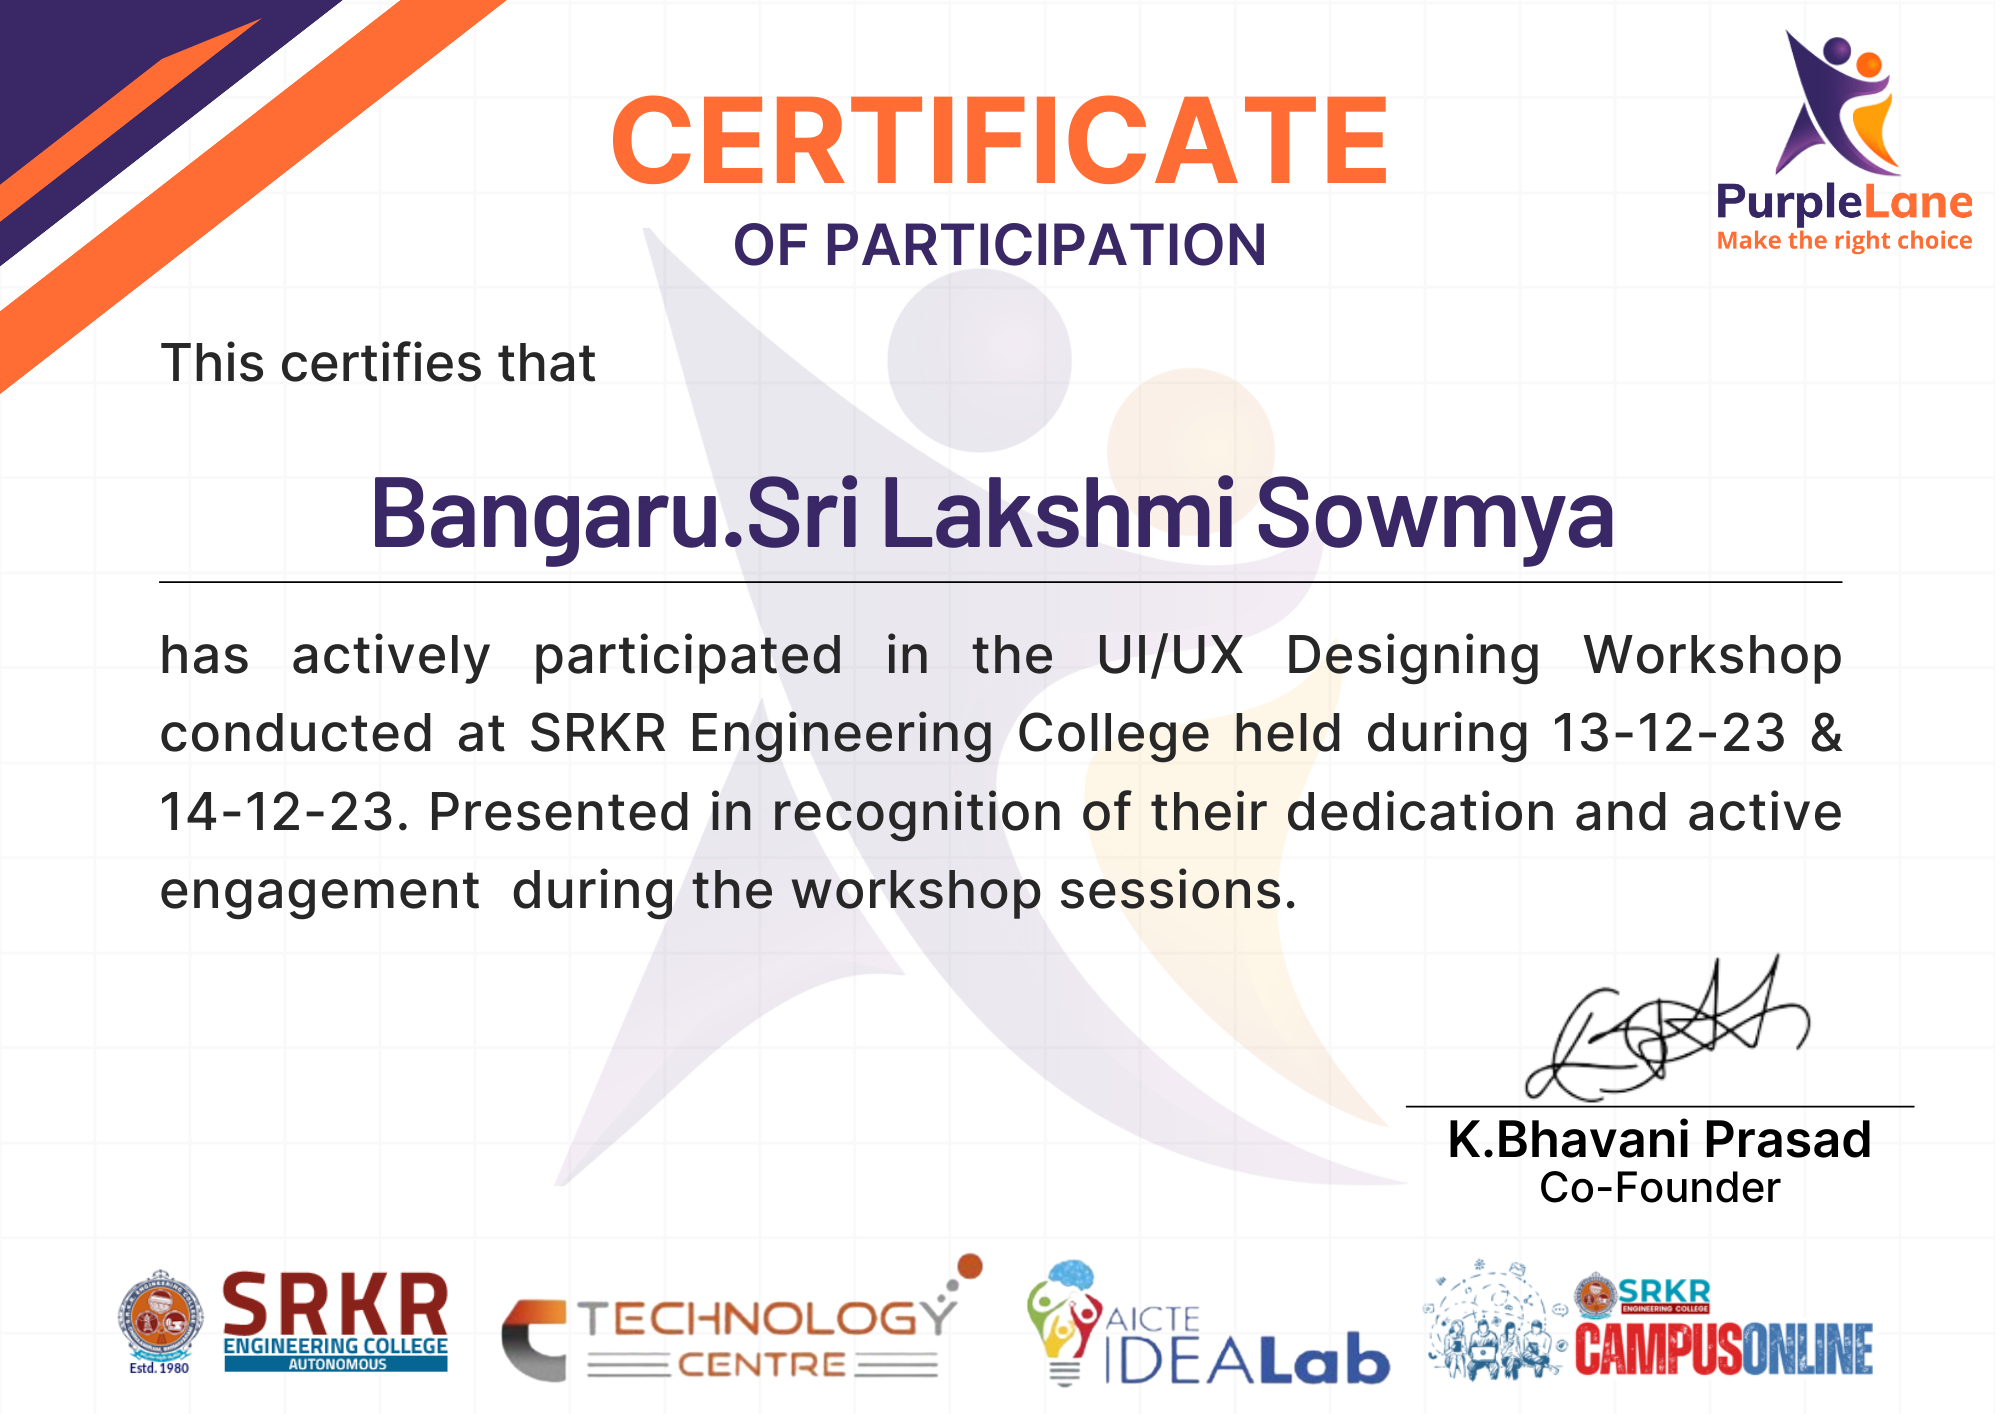 CERTIFICATE
OF PARTICIPATION
PurpleLane
Make the right choice
This certifies that
Bangaru.Sri Lakshmi Sowmya
has actively participated in the UI/UX Designing Workshop
conducted at SRKR Engineering College held during 13-12-23 &
14-12-23. Presented in recognition of their dedication and active
engagement during the workshop sessions.
K.Bhavani Prasad
Co-Founder
Estd. 1980
SRKR
ENGINEERING COLLEGE
AUTONOMOUS
TECHNOLOGY
CENTRE
AICTE
IDEALab
SRKR
ENGINEERING COLLEGE
CAMPUSONLINE